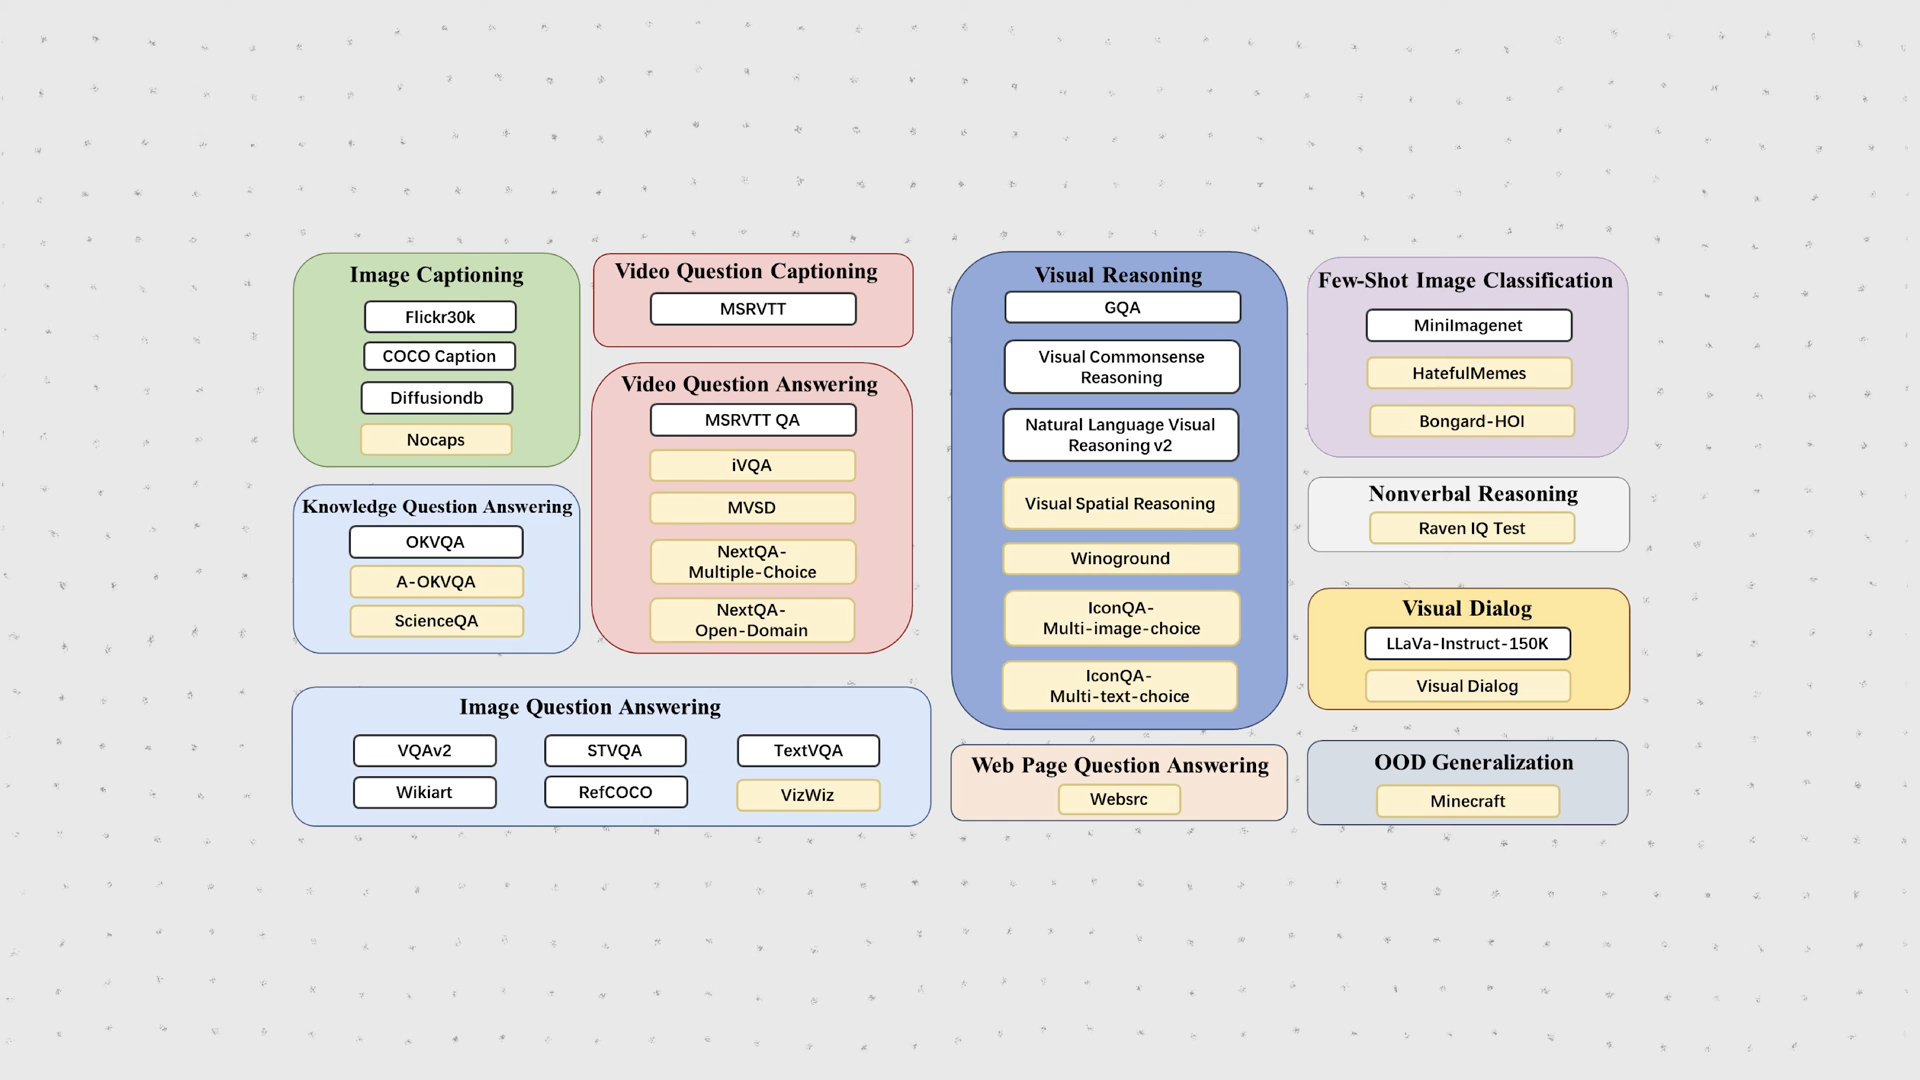 Image Captioning
Flickr30k
COCO Caption
Diffusiondb
Nocaps
Video Question Captioning
MSRVTT
Video Question Answering
MSRVTT QA
iVQA
MVSD
NextQA-
Multiple-Choice
NextQA-
Open-Domain
Knowledge Question Answering
OKVQA
A-OKVQA
ScienceQA
Image Question Answering
VQAv2
STVQA
TextVQA
Wikiart
RefCOCO
VizWiz
Visual Reasoning
GQA
Visual Commonsense
Reasoning
Natural Language Visual
Reasoning v2
Visual Spatial Reasoning
Winoground
IconQA-
Multi-image-choice
IconQA-
Multi-text-choice
Web Page Question Answering
Websrc
Few-Shot Image Classification
MiniImagenet
HatefulMemes
Bongard-HOI
Nonverbal Reasoning
Raven IQ Test
Visual Dialog
LLaVa-Instruct-150K
Visual Dialog
OOD Generalization
Minecraft